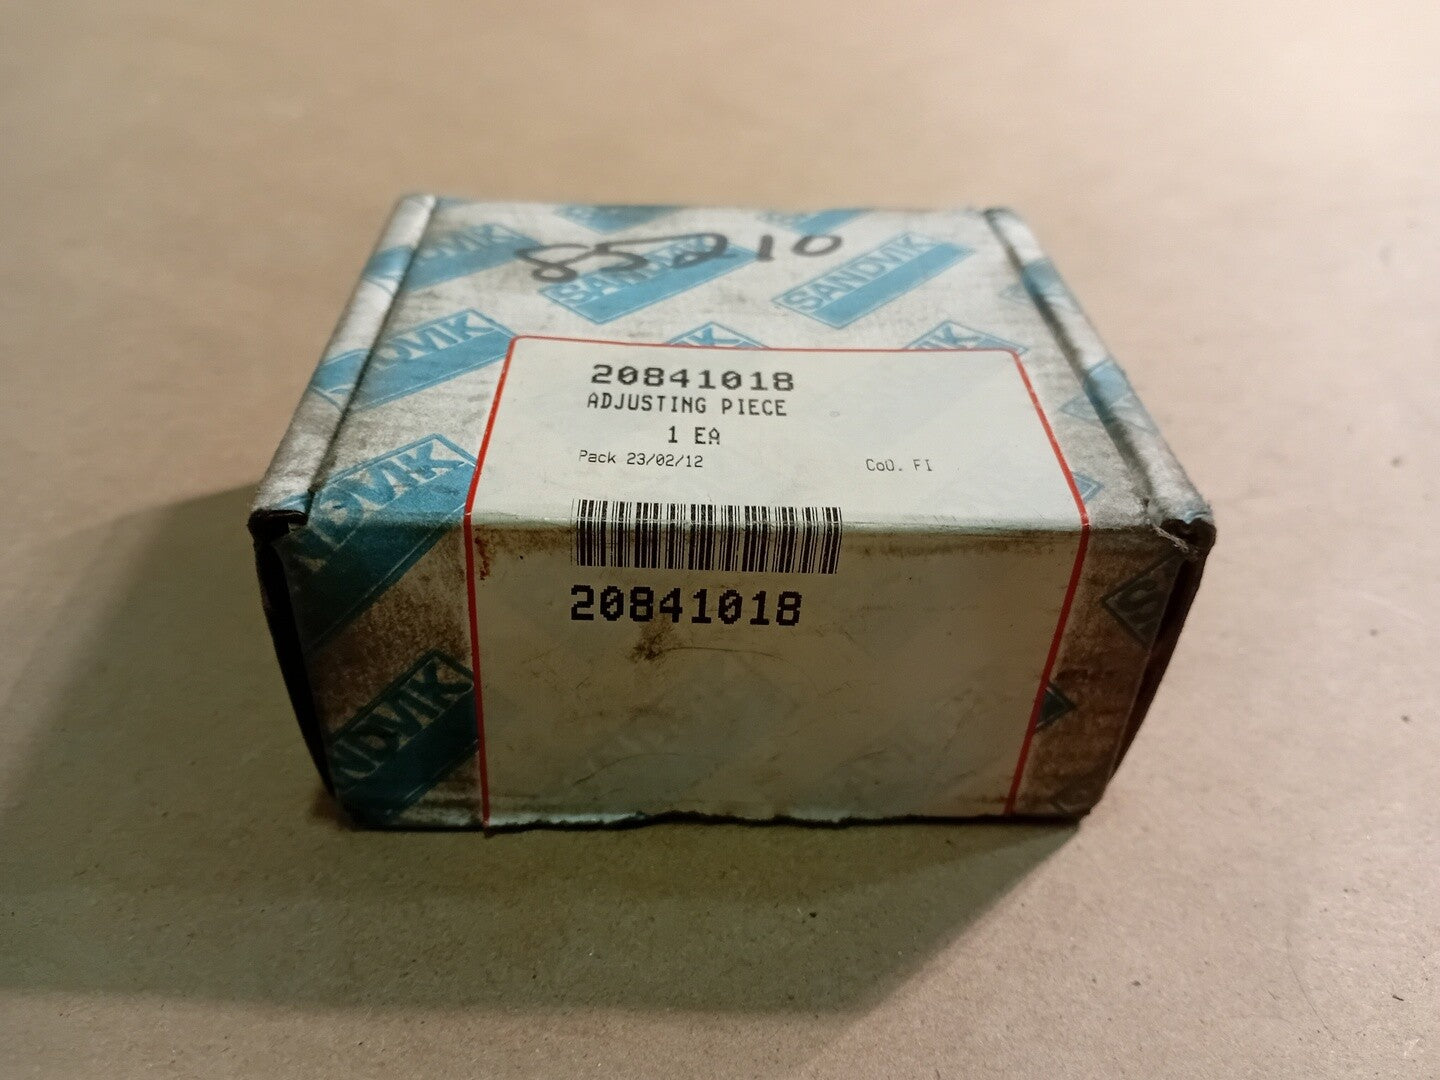 85210
SANDVIK
SANDVIK
20841018
ADJUSTING PIECE
1 EA
Pack 23/02/12
CoO. FI
20841018